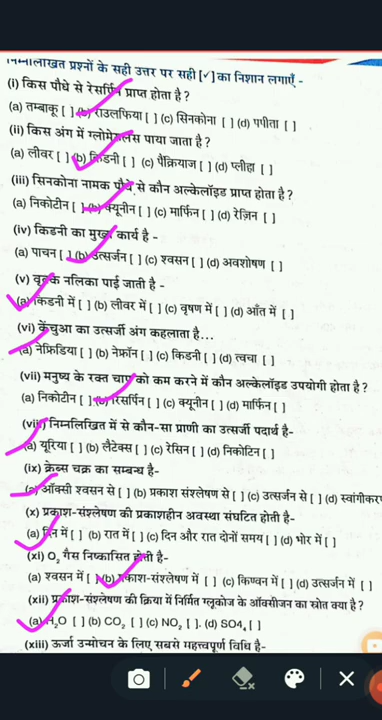 निम्नलिखित प्रश्नों के सही उत्तर पर सही [✓] का निशान लगाएँ -
(i) किस पौधे से रेसर्पिन प्राप्त होता है ?
(a) तम्बाकू [ ] (b) राउलफिया [ ] (c) सिनकोना [ ] (d) पपीता [ ]
(ii) किस अंग में ग्लोमेरुलस पाया जाता है ?
(a) लीवर [ ] (b) किडनी [ ] (c) पैंक्रियाज [ ] (d) प्लीहा [ ]
(iii) सिनकोना नामक पौधे से कौन अल्केलॉइड प्राप्त होता है ?
(a) निकोटीन [ ] (b) क्यूनीन [ ] (c) मार्फिन [ ] (d) रेज़िन [ ]
(iv) किडनी का मुख्य कार्य है -
(a) पाचन [ ] (b) उत्सर्जन [ ] (c) श्वसन [ ] (d) अवशोषण [ ]
(v) वृक्क नलिका पाई जाती है -
(a) किडनी में [ ] (b) लीवर में [ ] (c) वृषण में [ ] (d) आँत में [ ]
(vi) केंचुआ का उत्सर्जी अंग कहलाता है...
(a) नेफ्रिडिया [ ] (b) नेफ्रॉन [ ] (c) किडनी [ ] (d) त्वचा [ ]
(vii) मनुष्य के रक्त चाप को कम करने में कौन अल्केलॉइड उपयोगी होता है ?
(a) निकोटीन [ ] (b) रेसर्पिन [ ] (c) क्यूनीन [ ] (d) मार्फिन [ ]
(viii) निम्नलिखित में से कौन-सा प्राणी का उत्सर्जी पदार्थ है-
(a) यूरिया [ ] (b) लैटेक्स [ ] (c) रेसिन [ ] (d) निकोटिन [ ]
(ix) क्रेब्स चक्र का सम्बन्ध है-
(a) ऑक्सी श्वसन से [ ] (b) प्रकाश संश्लेषण से [ ] (c) उत्सर्जन से [ ] (d) स्वांगीकरण
(x) प्रकाश-संश्लेषण की प्रकाशहीन अवस्था संघटित होती है-
(a) दिन में [ ] (b) रात में [ ] (c) दिन और रात दोनों समय [ ] (d) भोर में [ ]
(xi) O₂ गैस निष्कासित होती है-
(a) श्वसन में [ ] (b) प्रकाश-संश्लेषण में [ ] (c) किण्वन में [ ] (d) उत्सर्जन में [ ]
(xii) प्रकाश-संश्लेषण की क्रिया में निर्मित ग्लूकोज के ऑक्सीजन का स्रोत क्या है ?
(a) H₂O [ ] (b) CO₂ [ ] (c) NO₂ [ ]. (d) SO4₄ [ ]
(xiii) ऊर्जा उन्मोचन के लिए सबसे महत्त्वपूर्ण विधि है-